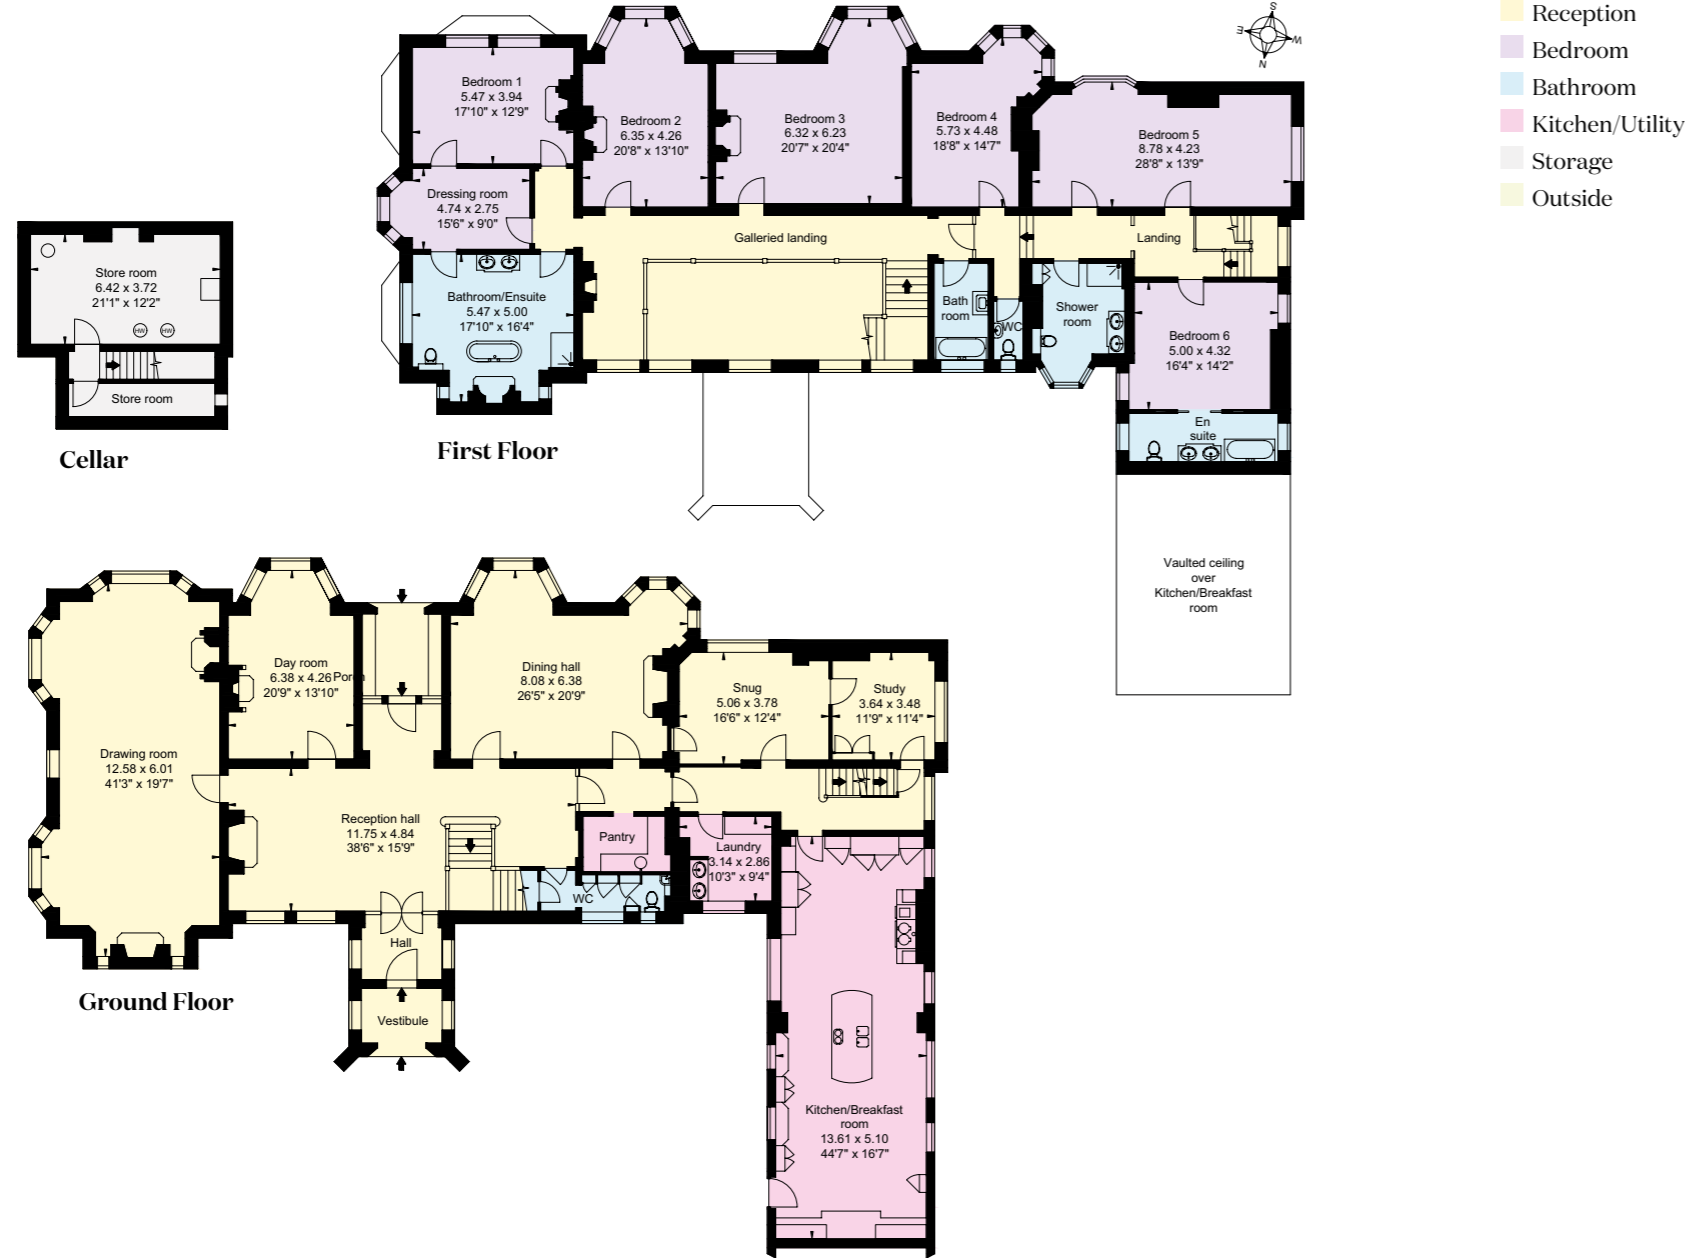 Reception
Bedroom
Bathroom
Kitchen/Utility
Storage
Outside
S
E
W
N
Bedroom 1
5.47 x 3.94
17'10" x 12'9"
Bedroom 2
6.35 x 4.26
20'8" x 13'10"
Bedroom 3
6.32 x 6.23
20'7" x 20'4"
Bedroom 4
5.73 x 4.48
18'8" x 14'7"
Bedroom 5
8.78 x 4.23
28'8" x 13'9"
Dressing room
4.74 x 2.75
15'6" x 9'0"
Galleried landing
Landing
Bathroom/Ensuite
5.47 x 5.00
17'10" x 16'4"
Bath
room
WC
Shower
room
Bedroom 6
5.00 x 4.32
16'4" x 14'2"
En
suite
First Floor
Vaulted ceiling
over
Kitchen/Breakfast
room
Store room
6.42 x 3.72
21'1" x 12'2"
HW
HW
Store room
Cellar
Day room
6.38 x 4.26
20'9" x 13'10"
Porch
Dining hall
8.08 x 6.38
26'5" x 20'9"
Snug
5.06 x 3.78
16'6" x 12'4"
Study
3.64 x 3.48
11'9" x 11'4"
Drawing room
12.58 x 6.01
41'3" x 19'7"
Reception hall
11.75 x 4.84
38'6" x 15'9"
Pantry
Laundry
3.14 x 2.86
10'3" x 9'4"
WC
Hall
Vestibule
Ground Floor
Kitchen/Breakfast
room
13.61 x 5.10
44'7" x 16'7"